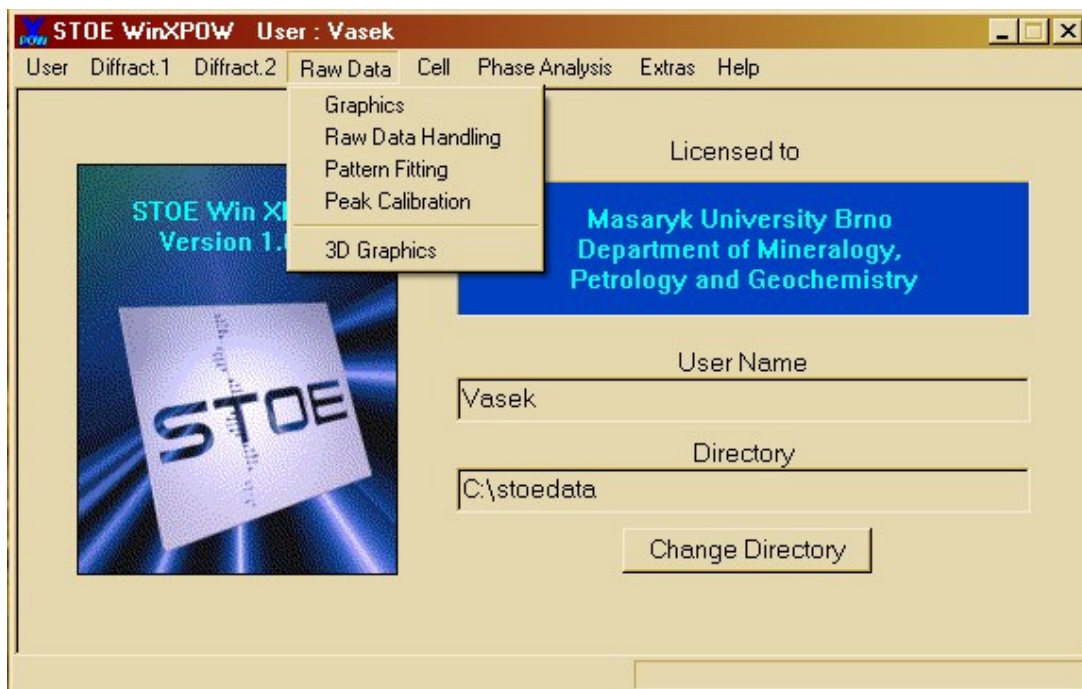 STOE WinXPOW User : Vasek
User Diffract.1 Diffract.2 Raw Data Cell Phase Analysis Extras Help
Graphics
Raw Data Handling
Pattern Fitting
Peak Calibration
3D Graphics
STOE Win
Version
STOE
Licensed to
Masaryk University Brno
Department of Mineralogy,
Petrology and Geochemistry
User Name
Vasek
Directory
C:\stoedata
Change Directory